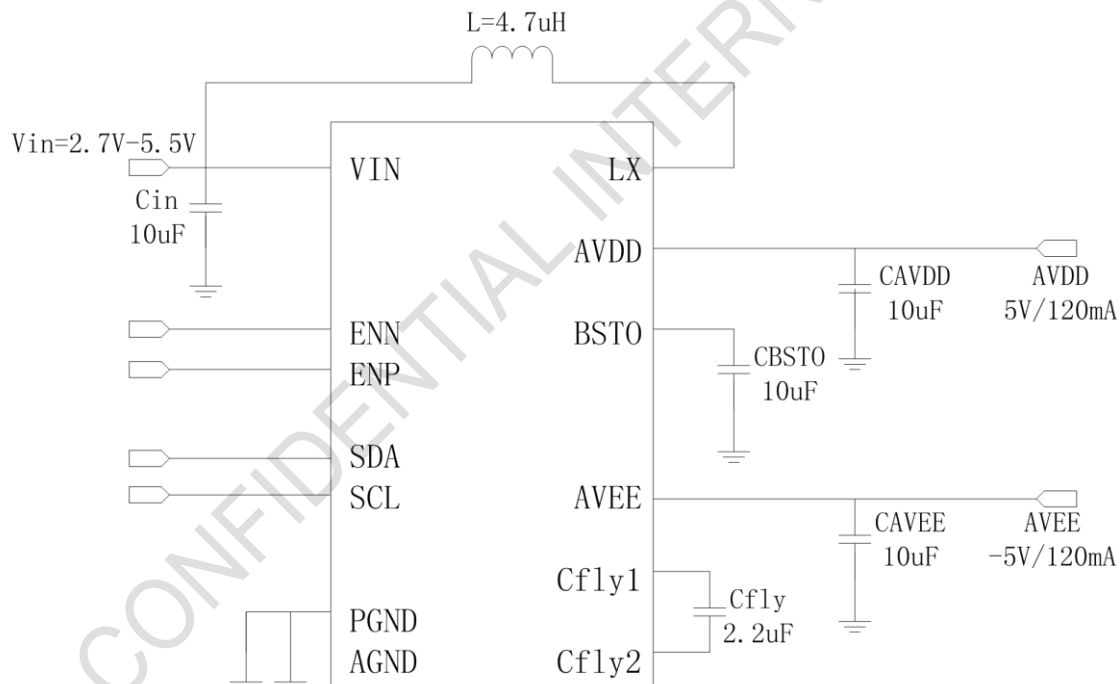 L=4.7uH
Vin=2.7V-5.5V
VIN
LX
Cin
10uF
AVDD
CAVDD
10uF
AVDD
5V/120mA
ENN
ENP
BSTO
CBSTO
10uF
SDA
SCL
AVEE
CAVEE
10uF
AVEE
-5V/120mA
Cfly1
Cfly
2.2uF
Cfly2
PGND
AGND
CONFIDENTIAL INTERN